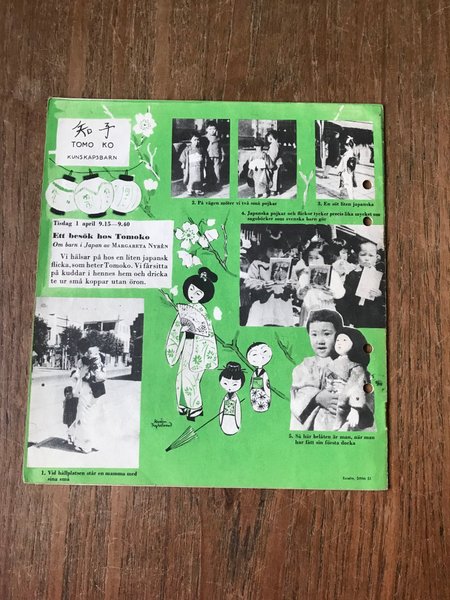 知子
TOMO KO
KUNSKAPSBARN
Tisdag 1 april 9.15—9.40
Ett besök hos Tomoko
Om barn i Japan av MARGARETA NYRÉN
Vi hälsar på hos en liten japansk
flicka, som heter Tomoko. Vi får sitta
på kuddar i hennes hem och dricka
te ur små koppar utan öron.
2. På vägen möter vi två små pojkar
3. En söt liten japanska
4. Japanska pojkar och flickor tycker precis lika mycket om
sagoböcker som svenska barn gör
5. Så här belåten är man, när man
har fått sin första docka
1. Vid hållplatsen står en mamma med
sina små